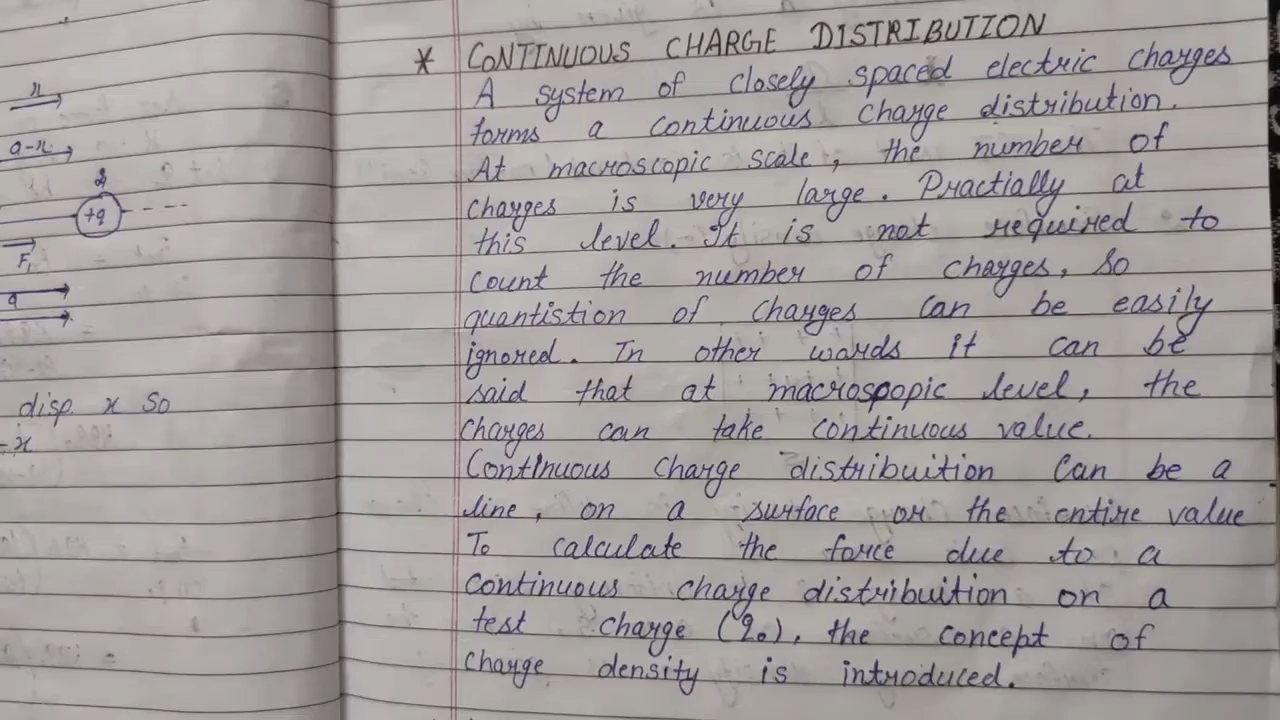 x
a-x
q
+q
F₁
a
disp. x so
-x
* CONTINUOUS CHARGE DISTRIBUTION
A system of closely spaced electric charges
forms a continuous charge distribution.
At macroscopic scale, the number of
charges is very large. Practially at
this level. It is not required to
count the number of charges, so
quantistion of charges can be easily
ignored. In other words it can be
said that at macrospopic level, the
charges can take continuous value.
Continuous charge distribuition can be a
line, on a surface or the entire value
To calculate the force due to a
continuous charge distribuition on a
test charge (q₀), the concept of
charge density is introduced.